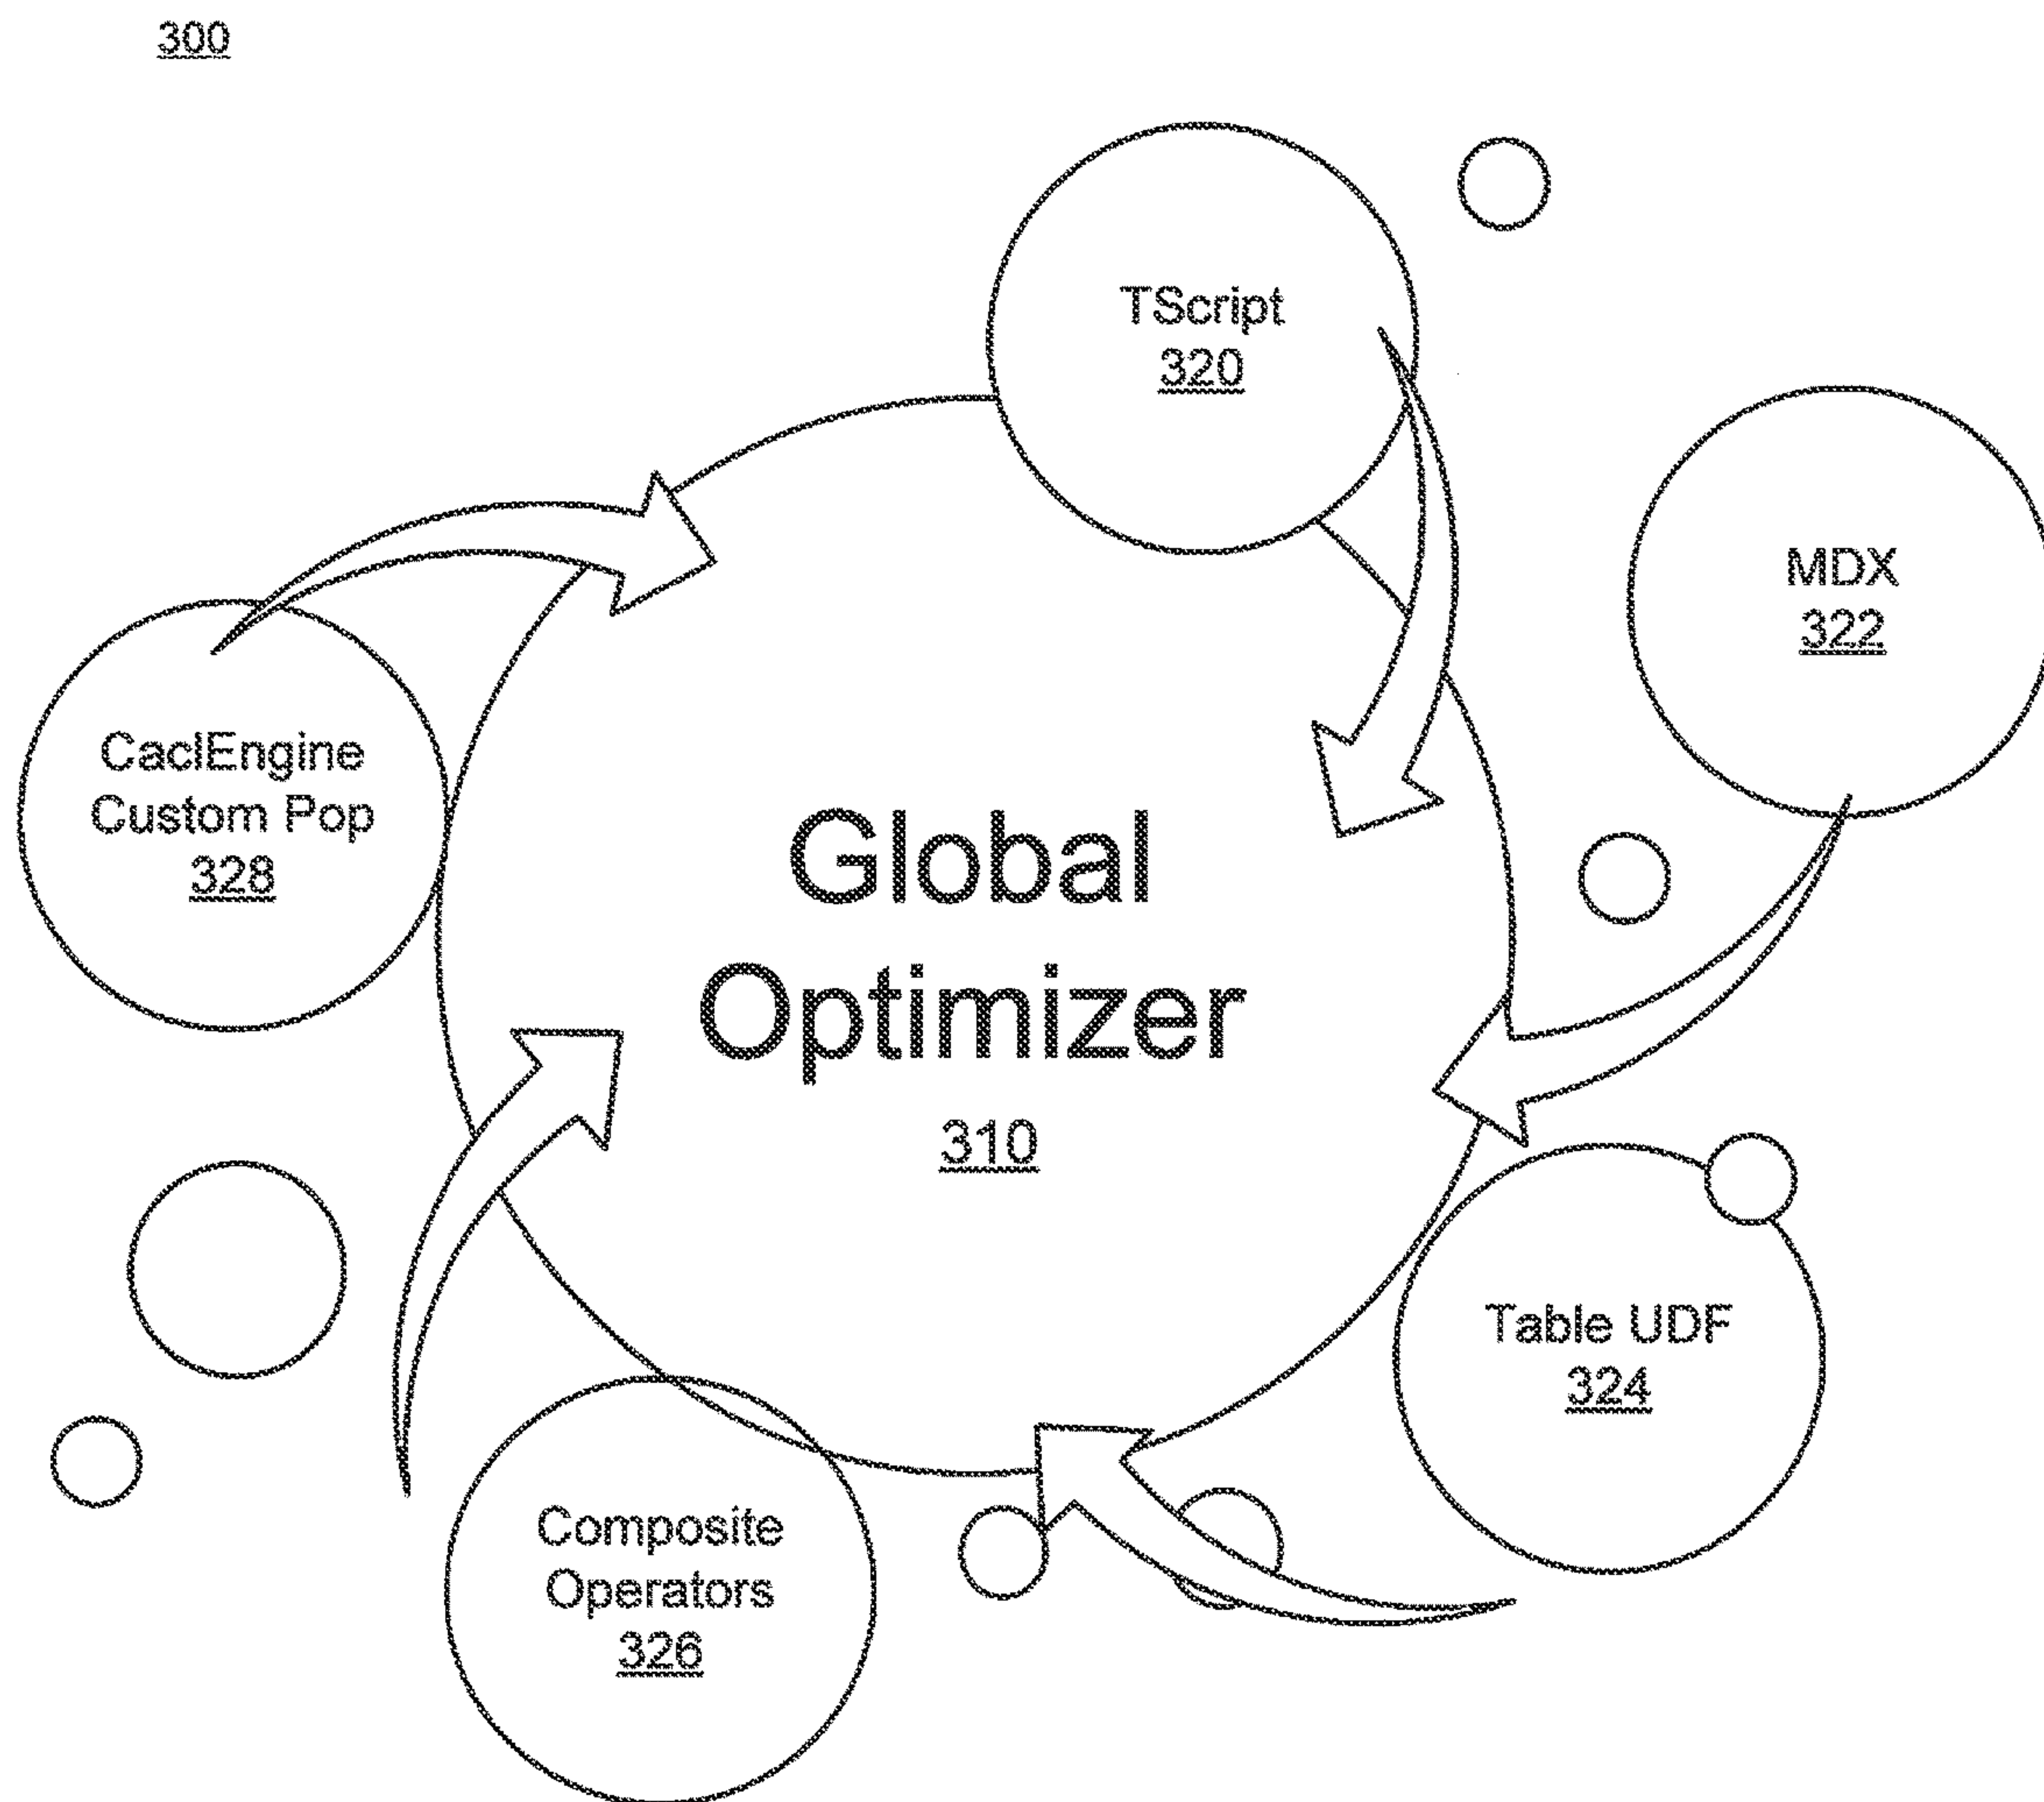 300
TScript
320
MDX
322
CaclEngine
Custom Pop
328
Global
Optimizer
310
Table UDF
324
Composite
Operators
326